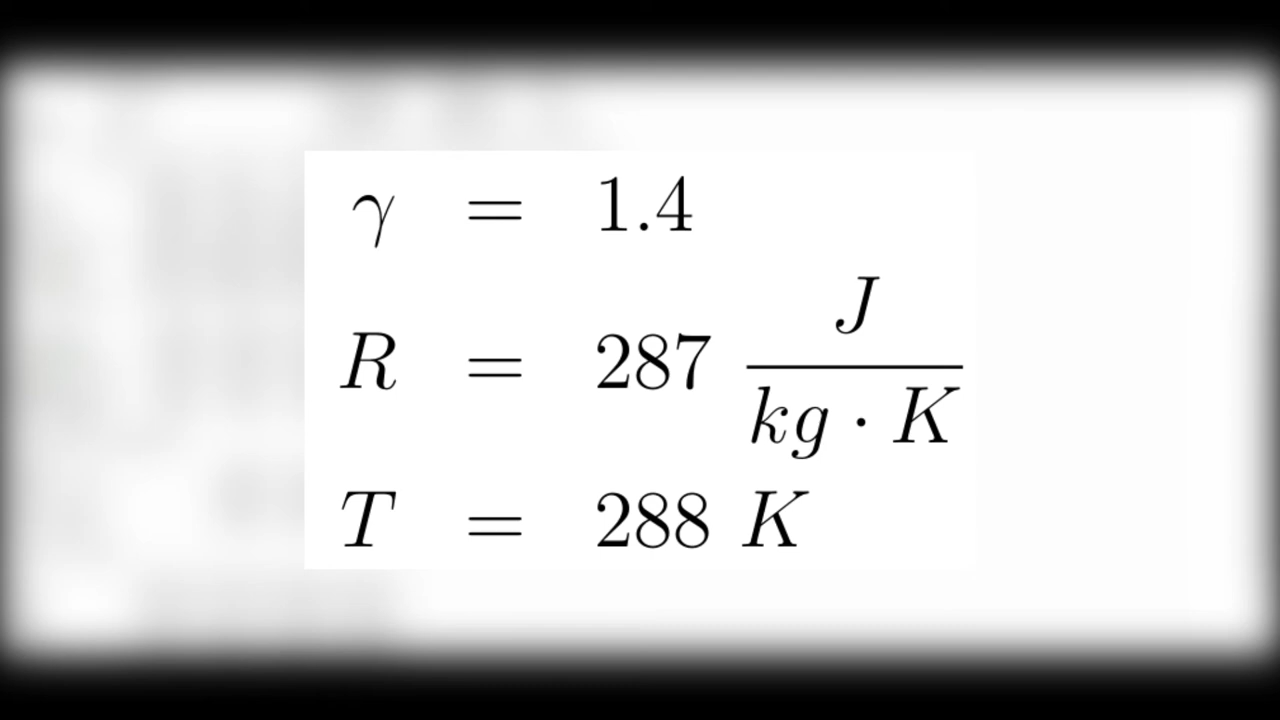 γ = 1.4
R = 287 J / kg · K
T = 288 K